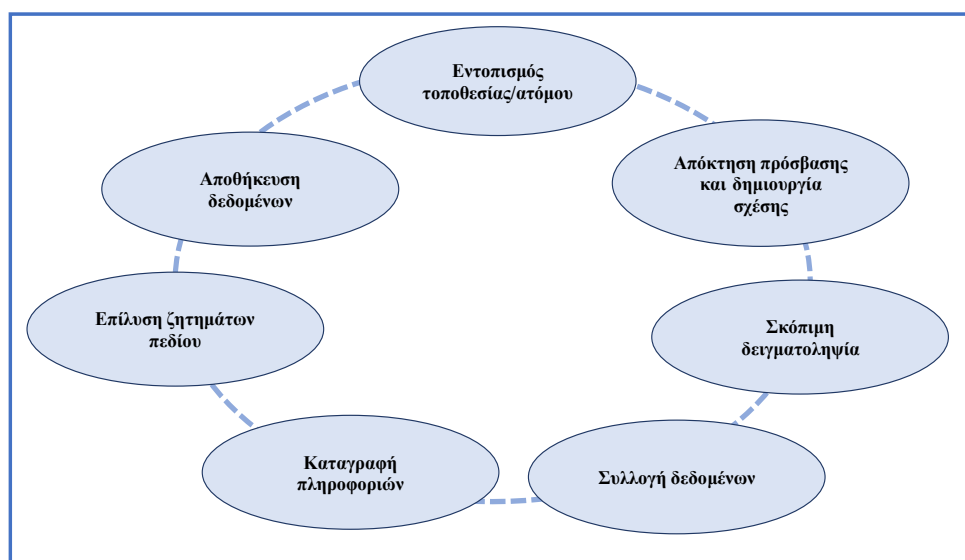 Εντοπισμός
τοποθεσίας/ατόμου
Απόκτηση πρόσβασης
και δημιουργία
σχέσης
Σκόπιμη
δειγματοληψία
Συλλογή δεδομένων
Καταγραφή
πληροφοριών
Επίλυση ζητημάτων
πεδίου
Αποθήκευση
δεδομένων